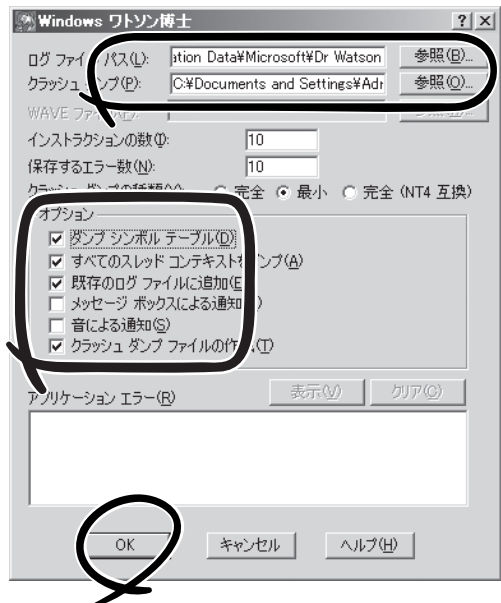 Windows ワトソン博士
ログ ファイル パス(L): ation Data¥Microsoft¥Dr Watson 参照(B)...
クラッシュ ダンプ(P): C:¥Documents and Settings¥Adr 参照(O)...
WAVE
インストラクションの数(I): 10
保存するエラー数(N): 10
完全 最小 完全 (NT4 互換)
オプション
ダンプ シンボル テーブル(D)
すべてのスレッド コンテキストをダンプ(A)
既存のログ ファイルに追加(E)
メッセージ ボックスによる通知
音による通知(S)
クラッシュ ダンプ ファイルの作成(T)
アプリケーション エラー(R) 表示(V) クリア(C)
OK キャンセル ヘルプ(H)